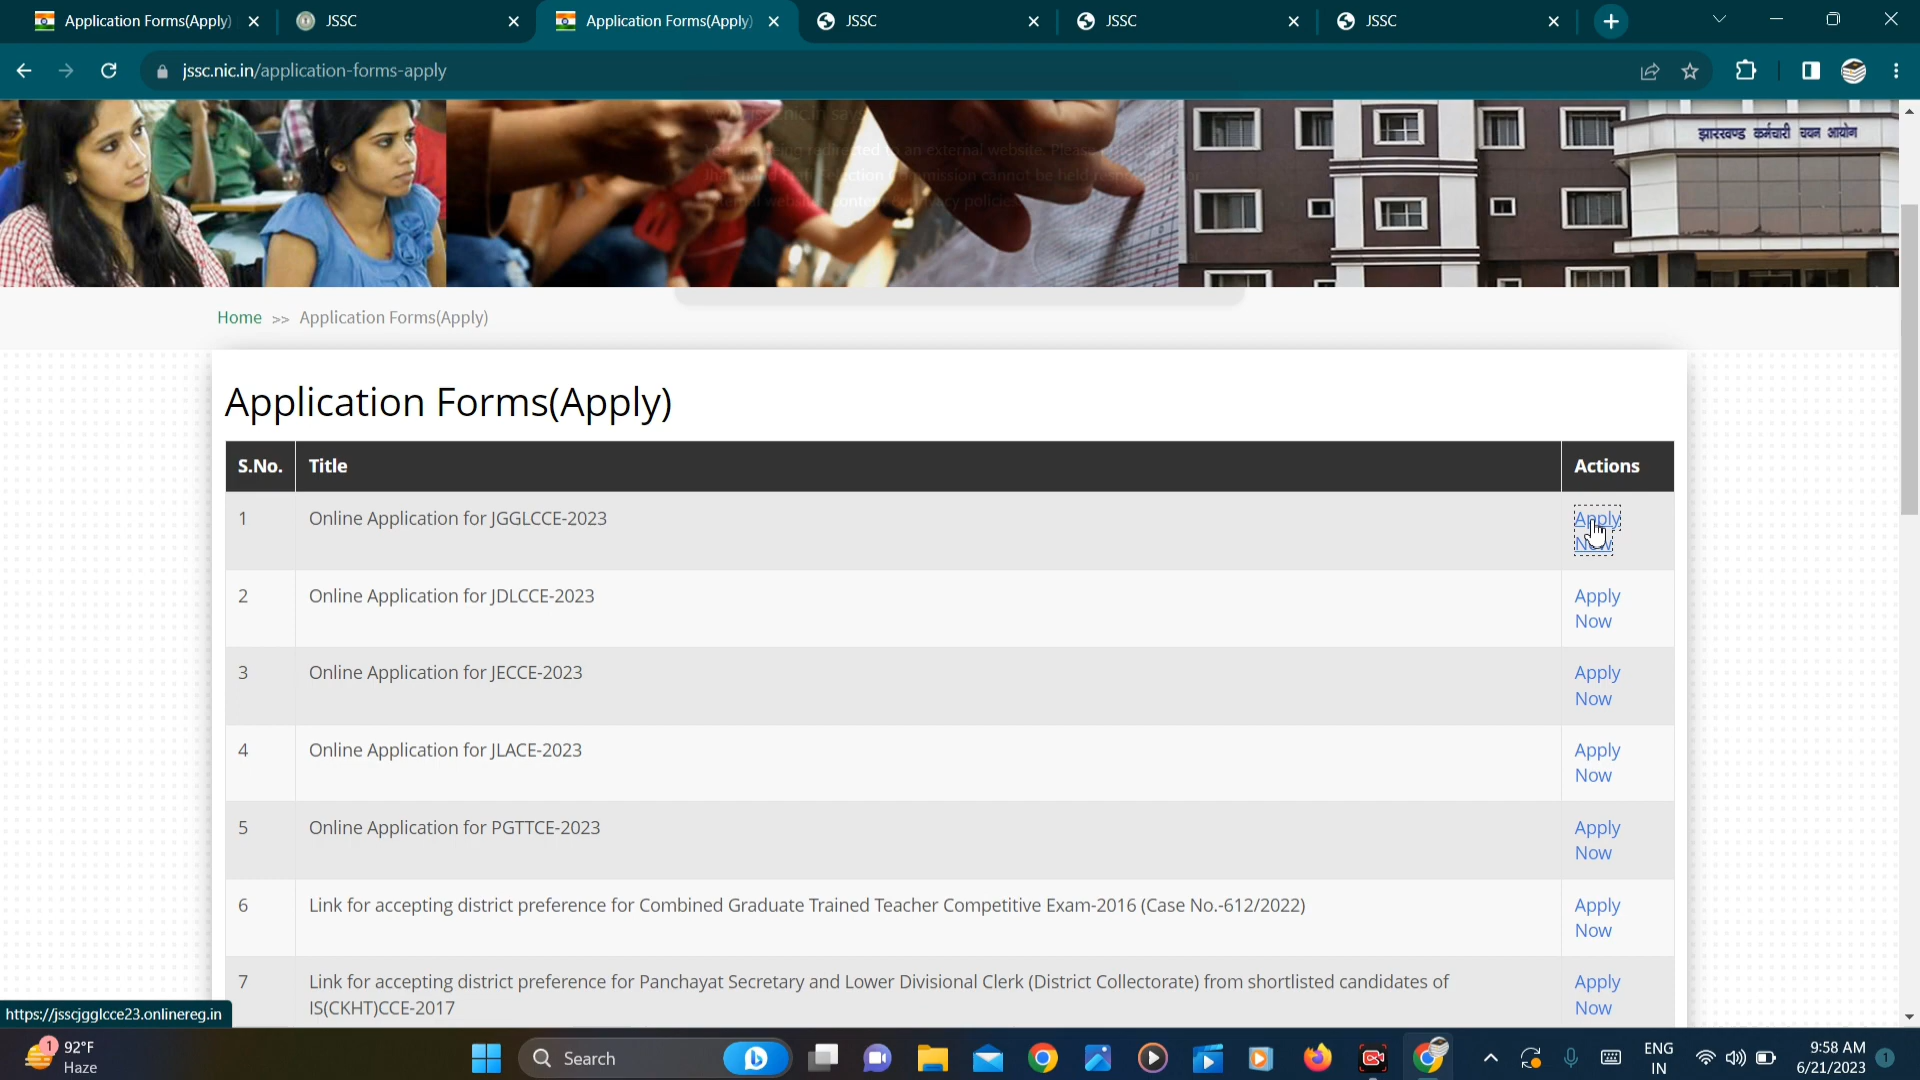 Application Forms(Apply)
JSSC
Application Forms(Apply)
JSSC
JSSC
JSSC
jssc.nic.in/application-forms-apply
झारखण्ड कर्मचारी चयन आयोग
Home >> Application Forms(Apply)
Application Forms(Apply)
S.No. Title Actions
1 Online Application for JGGLCCE-2023 Apply
Now
2 Online Application for JDLCCE-2023 Apply
Now
3 Online Application for JECCE-2023 Apply
Now
4 Online Application for JLACE-2023 Apply
Now
5 Online Application for PGTTCE-2023 Apply
Now
6 Link for accepting district preference for Combined Graduate Trained Teacher Competitive Exam-2016 (Case No.-612/2022) Apply
Now
7 Link for accepting district preference for Panchayat Secretary and Lower Divisional Clerk (District Collectorate) from shortlisted candidates of Apply
IS(CKHT)CCE-2017 Now
https://jsscjgglcce23.onlinereg.in
1 92°F
Haze
Search
ENG
IN
9:58 AM
6/21/2023
1